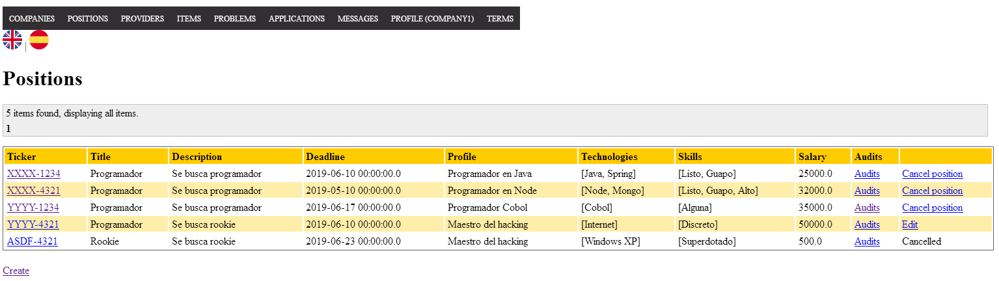 COMPANIES POSITIONS PROVIDERS ITEMS PROBLEMS APPLICATIONS MESSAGES PROFILE (COMPANY1) TERMS
|
Positions
5 items found, displaying all items.
1
Ticker Title Description Deadline Profile Technologies Skills Salary Audits
XXXX-1234 Programador Se busca programador 2019-06-10 00:00:00.0 Programador en Java [Java, Spring] [Listo, Guapo] 25000.0 Audits Cancel position
XXXX-4321 Programador Se busca programador 2019-05-10 00:00:00.0 Programador en Node [Node, Mongo] [Listo, Guapo, Alto] 32000.0 Audits Cancel position
YYYY-1234 Programador Se busca programador 2019-06-17 00:00:00.0 Programador Cobol [Cobol] [Alguna] 35000.0 Audits Cancel position
YYYY-4321 Programador Se busca rookie 2019-06-10 00:00:00.0 Maestro del hacking [Internet] [Discreto] 50000.0 Audits Edit
ASDF-4321 Rookie Se busca rookie 2019-06-23 00:00:00.0 Maestro del hacking [Windows XP] [Superdotado] 500.0 Audits Cancelled
Create